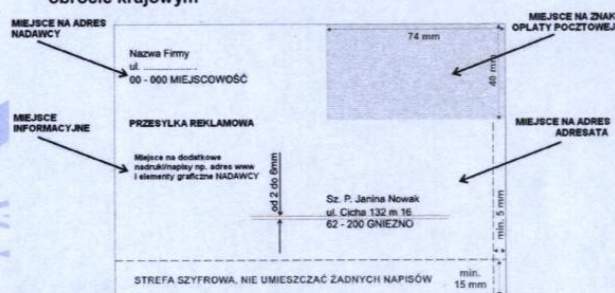 obrocie krajowym
MIEJSCE NA ADRES
NADAWCY
MIEJSCE NA ZNAK
OPLATY POCZTOWEJ
74 mm
40 mm
Nazwa Firmy
ul. ..................
00 - 000 MIEJSCOWOŚĆ
MIEJSCE
INFORMACYJNE
PRZESYLKA REKLAMOWA
MIEJSCE NA ADRES
ADRESATA
Miejsce na dodatkowe
nadruki/napisy np. adres www
i elementy graficzne NADAWCY
od 2 do 6mm
Sz. P. Janina Nowak
ul. Cicha 132 m 16
62 - 200 GNIEZNO
min. 5 mm
STREFA SZYFROWA, NIE UMIESZCZAĆ ŻADNYCH NAPISÓW
min.
15 mm